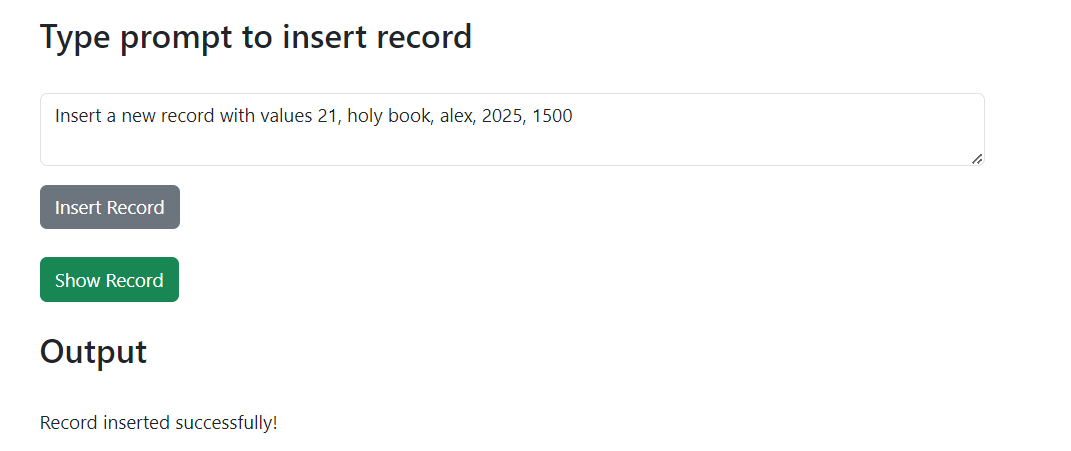 Type prompt to insert record
Insert a new record with values 21, holy book, alex, 2025, 1500
Insert Record
Show Record
Output
Record inserted successfully!